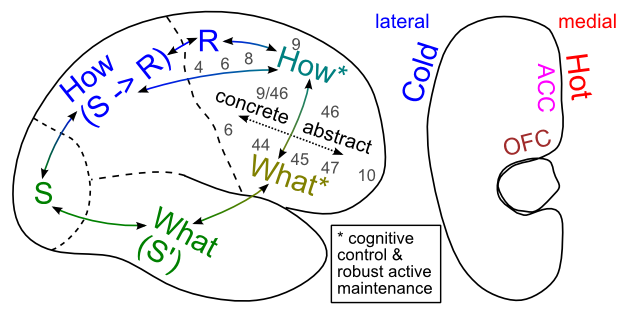 lateral
medial
R
9
How
(S -> R)
4
6
8
How*
Cold
Hot
ACC
9/46
46
concrete
abstract
6
OFC
44
45
47
What*
10
S
What
(S')
* cognitive
control &
robust active
maintenance